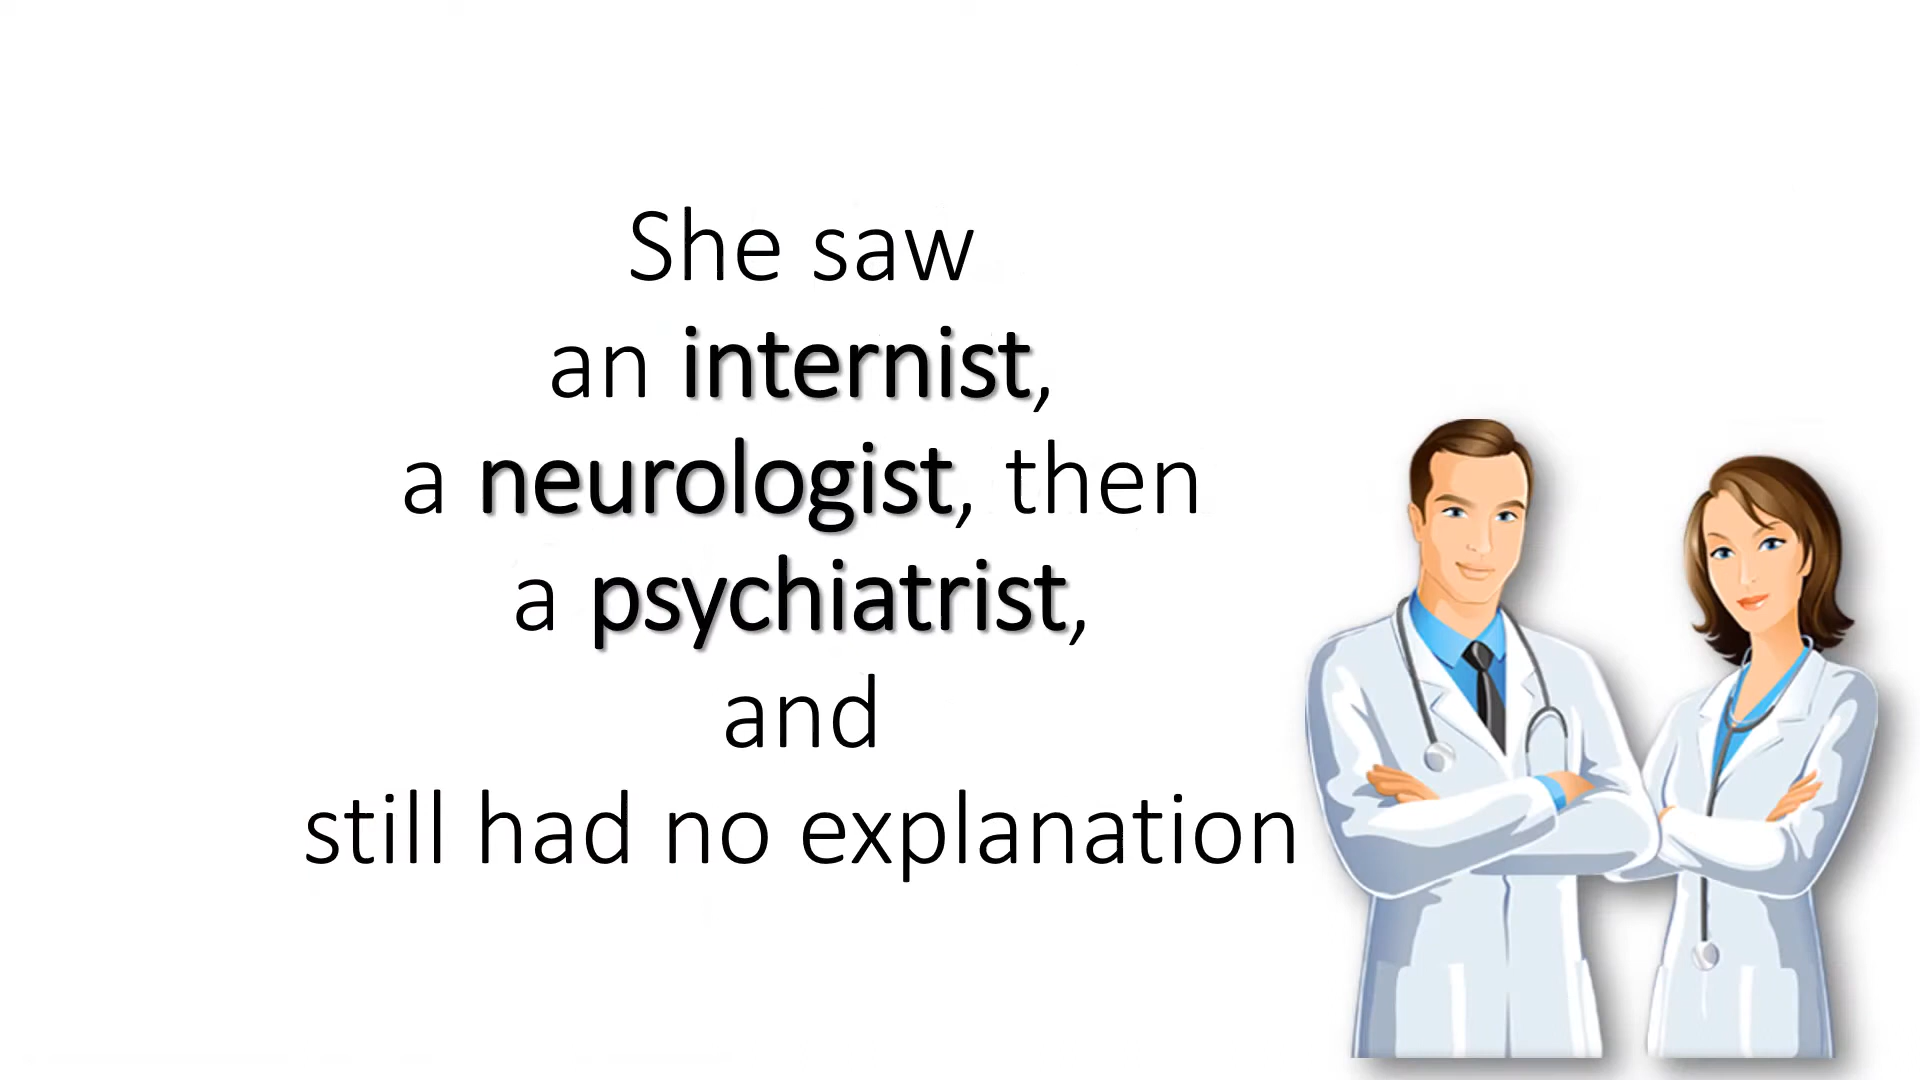 She saw
an internist,
a neurologist, then
a psychiatrist,
and
still had no explanation